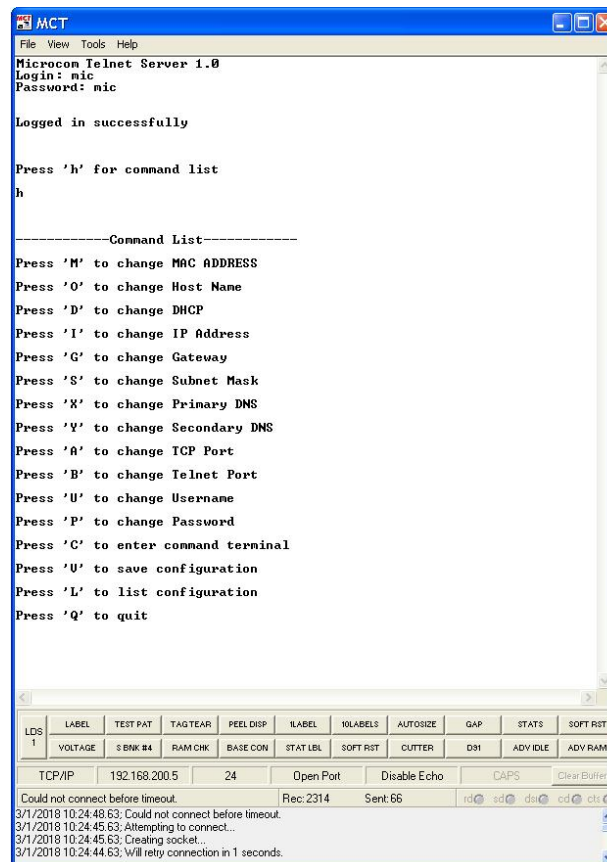 MCT
File View Tools Help
Microcom Telnet Server 1.0
Login: mic
Password: mic
Logged in successfully
Press 'h' for command list
h
------------Command List------------
Press 'M' to change MAC ADDRESS
Press 'O' to change Host Name
Press 'D' to change DHCP
Press 'I' to change IP Address
Press 'G' to change Gateway
Press 'S' to change Subnet Mask
Press 'X' to change Primary DNS
Press 'Y' to change Secondary DNS
Press 'A' to change TCP Port
Press 'B' to change Telnet Port
Press 'U' to change Username
Press 'P' to change Password
Press 'C' to enter command terminal
Press 'V' to save configuration
Press 'L' to list configuration
Press 'Q' to quit
LDS 1
LABEL TEST PAT TAG TEAR PEEL DISP 1LABEL 10LABELS AUTOSIZE GAP STATS SOFT RST
VOLTAGE S BNK #4 RAM CHK BASE CON STAT LBL SOFT RST CUTTER D91 ADV IDLE ADV RAM
TCP/IP 192.168.200.5 24 Open Port Disable Echo CAPS Clear Buffer
Could not connect before timeout. Rec: 2314 Sent: 66 rd sd dsr cd cts
3/1/2018 10:24:48.63; Could not connect before timeout.
3/1/2018 10:24:45.63; Attempting to connect...
3/1/2018 10:24:45.63; Creating socket...
3/1/2018 10:24:44.63; Will retry connection in 1 seconds.